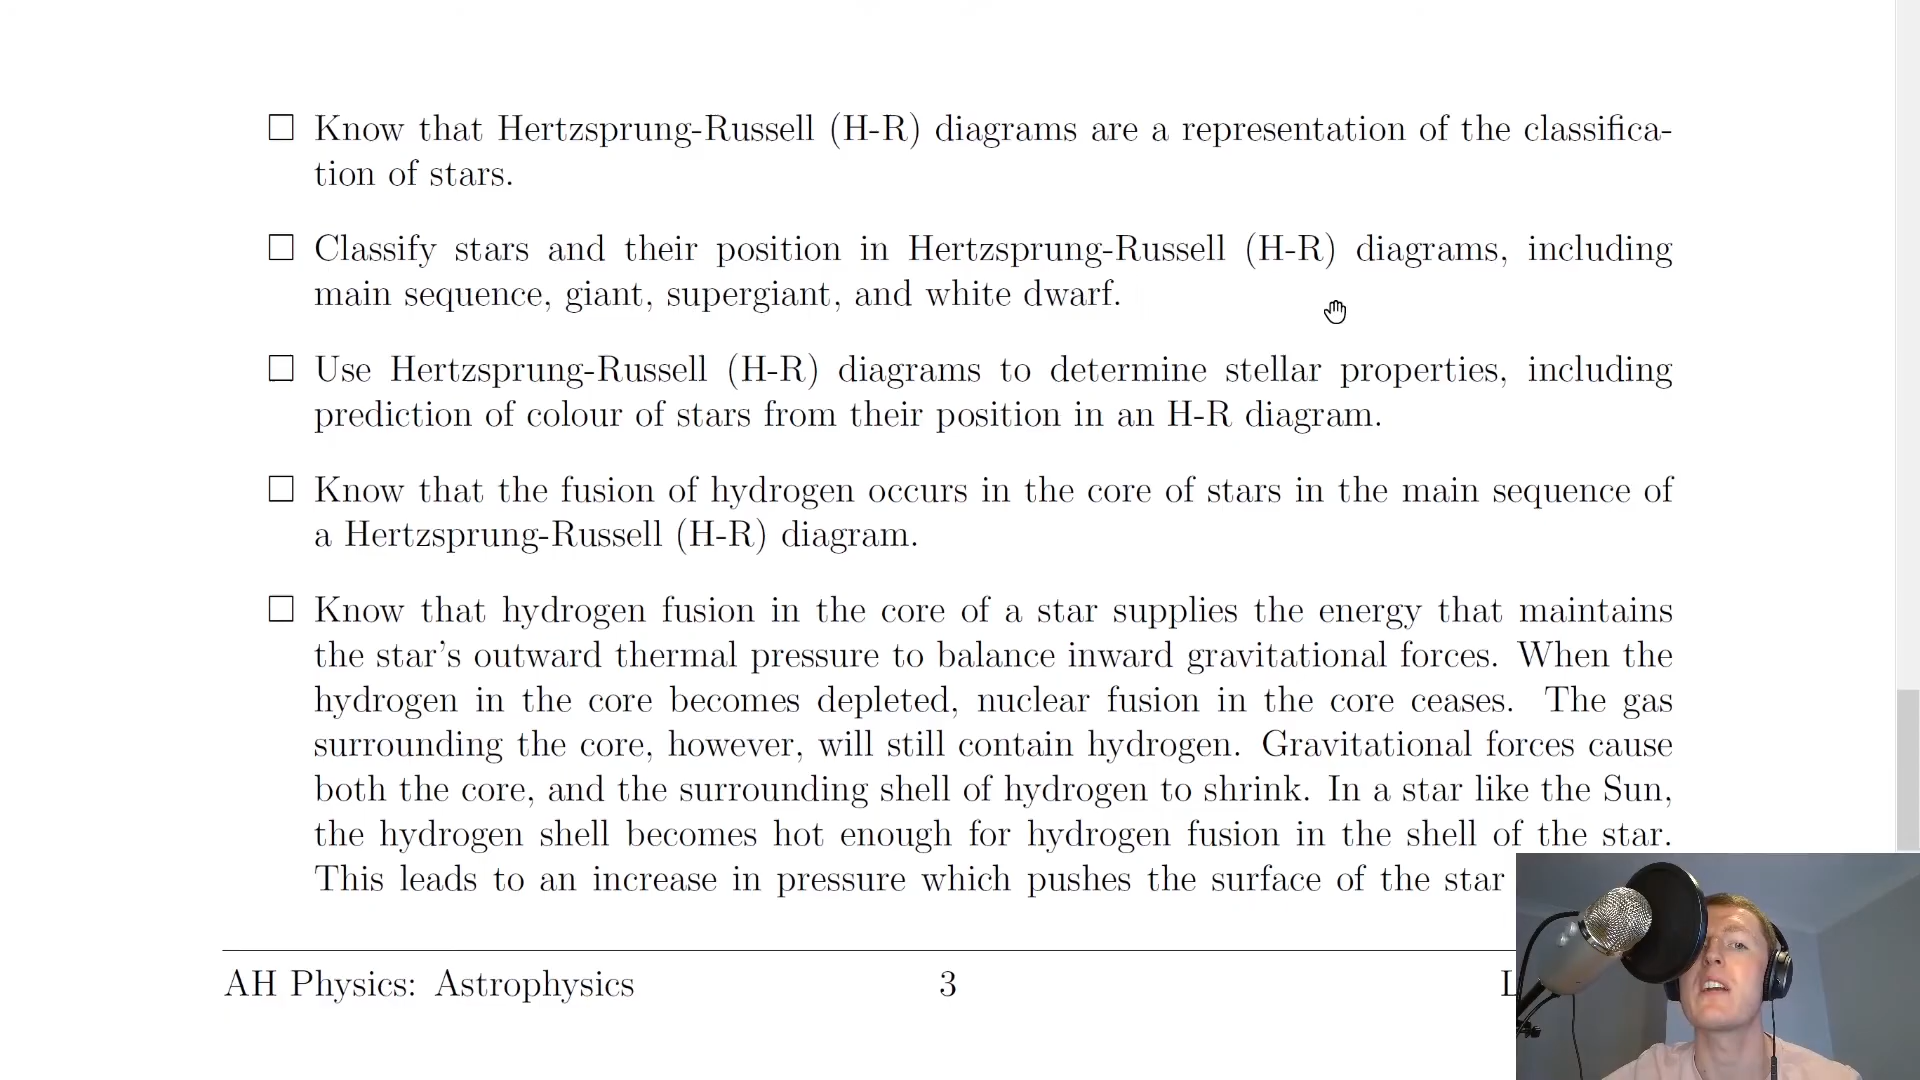 ☐ Know that Hertzsprung-Russell (H-R) diagrams are a representation of the classifica-
tion of stars.
☐ Classify stars and their position in Hertzsprung-Russell (H-R) diagrams, including
main sequence, giant, supergiant, and white dwarf.
☐ Use Hertzsprung-Russell (H-R) diagrams to determine stellar properties, including
prediction of colour of stars from their position in an H-R diagram.
☐ Know that the fusion of hydrogen occurs in the core of stars in the main sequence of
a Hertzsprung-Russell (H-R) diagram.
☐ Know that hydrogen fusion in the core of a star supplies the energy that maintains
the star's outward thermal pressure to balance inward gravitational forces. When the
hydrogen in the core becomes depleted, nuclear fusion in the core ceases. The gas
surrounding the core, however, will still contain hydrogen. Gravitational forces cause
both the core, and the surrounding shell of hydrogen to shrink. In a star like the Sun,
the hydrogen shell becomes hot enough for hydrogen fusion in the shell of the star.
This leads to an increase in pressure which pushes the surface of the star
AH Physics: Astrophysics 3